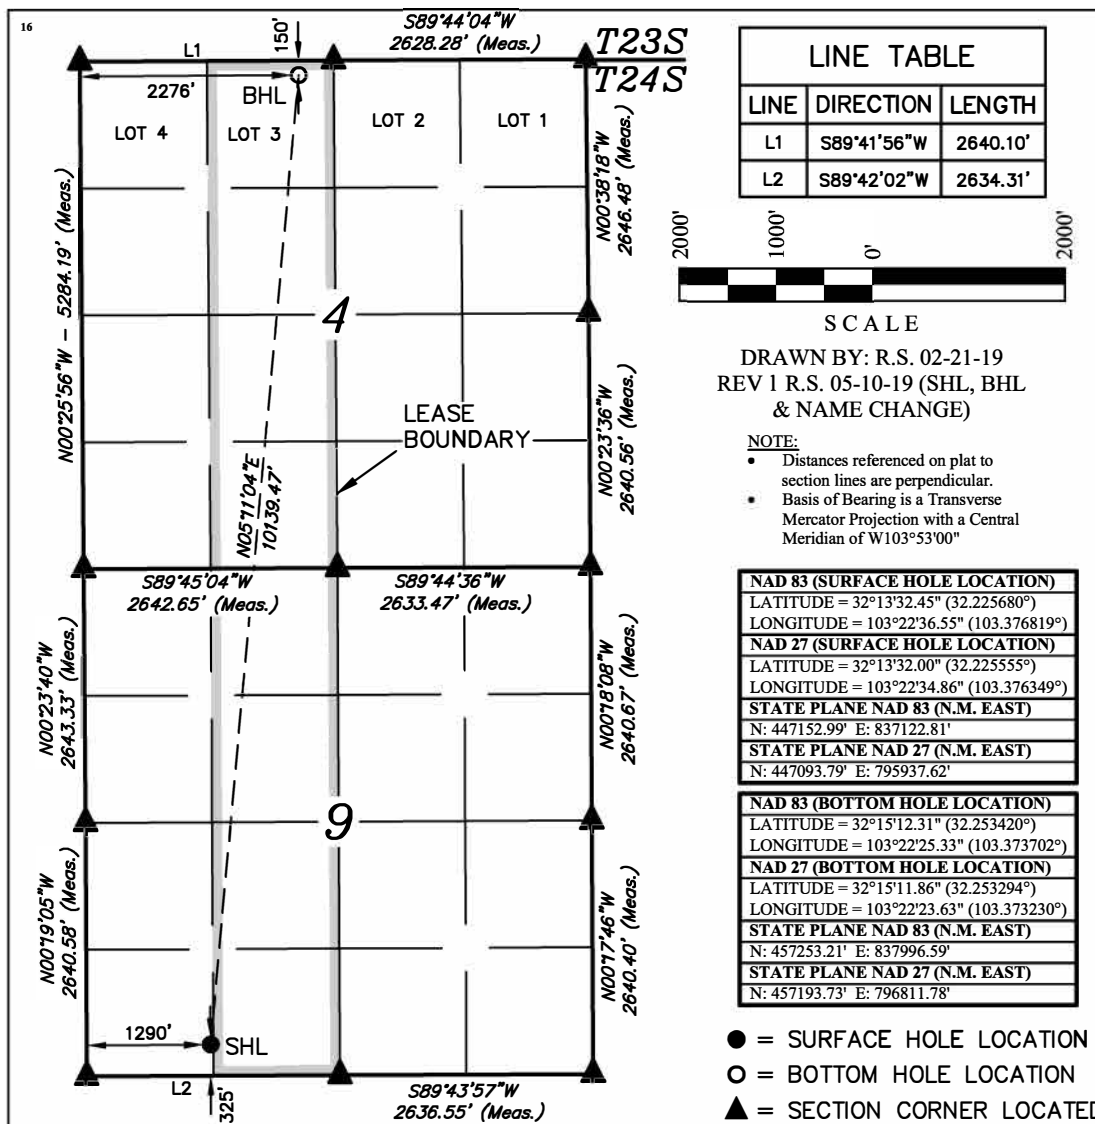 16
S89°44'04"W
2628.28' (Meas.)
150'
L1
T23S
T24S
2276'
BHL
LOT 4
LOT 3
LOT 2
LOT 1
N00°38'18"W
2646.48' (Meas.)
N00°25'56"W - 5284.19' (Meas.)
4
LEASE
BOUNDARY
N00°23'36"W
2640.56' (Meas.)
N05°11'04"E
10139.47'
S89°45'04"W
2642.65' (Meas.)
S89°44'36"W
2633.47' (Meas.)
N00°23'40"W
2643.33' (Meas.)
N00°18'08"W
2640.67' (Meas.)
9
N00°19'05"W
2640.58' (Meas.)
N00°17'46"W
2640.40' (Meas.)
1290'
SHL
L2
325'
S89°43'57"W
2636.55' (Meas.)
LINE TABLE
LINE DIRECTION LENGTH
L1 S89°41'56"W 2640.10'
L2 S89°42'02"W 2634.31'
2000' 1000' 0' 2000'
SCALE
DRAWN BY: R.S. 02-21-19
REV 1 R.S. 05-10-19 (SHL, BHL
& NAME CHANGE)
NOTE:
• Distances referenced on plat to
section lines are perpendicular.
• Basis of Bearing is a Transverse
Mercator Projection with a Central
Meridian of W103°53'00"
NAD 83 (SURFACE HOLE LOCATION)
LATITUDE = 32°13'32.45" (32.225680°)
LONGITUDE = 103°22'36.55" (103.376819°)
NAD 27 (SURFACE HOLE LOCATION)
LATITUDE = 32°13'32.00" (32.225555°)
LONGITUDE = 103°22'34.86" (103.376349°)
STATE PLANE NAD 83 (N.M. EAST)
N: 447152.99' E: 837122.81'
STATE PLANE NAD 27 (N.M. EAST)
N: 447093.79' E: 795937.62'
NAD 83 (BOTTOM HOLE LOCATION)
LATITUDE = 32°15'12.31" (32.253420°)
LONGITUDE = 103°22'25.33" (103.373702°)
NAD 27 (BOTTOM HOLE LOCATION)
LATITUDE = 32°15'11.86" (32.253294°)
LONGITUDE = 103°22'23.63" (103.373230°)
STATE PLANE NAD 83 (N.M. EAST)
N: 457253.21' E: 837996.59'
STATE PLANE NAD 27 (N.M. EAST)
N: 457193.73' E: 796811.78'
= SURFACE HOLE LOCATION
= BOTTOM HOLE LOCATION
= SECTION CORNER LOCATED